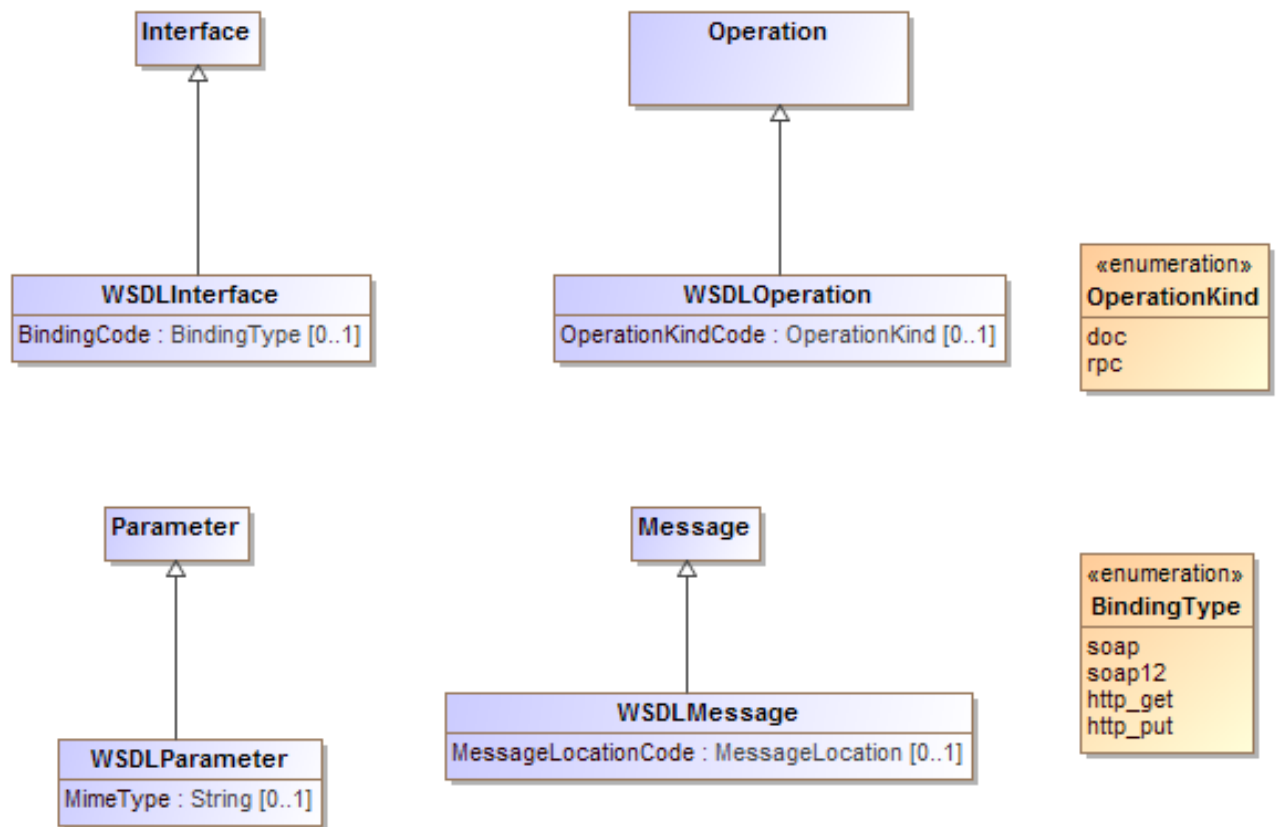 Interface
Operation
WSDLInterface
BindingCode : BindingType [0..1]
WSDLOperation
OperationKindCode : OperationKind [0..1]
«enumeration»
OperationKind
doc
rpc
Parameter
Message
WSDLParameter
MimeType : String [0..1]
WSDLMessage
MessageLocationCode : MessageLocation [0..1]
«enumeration»
BindingType
soap
soap12
http_get
http_put